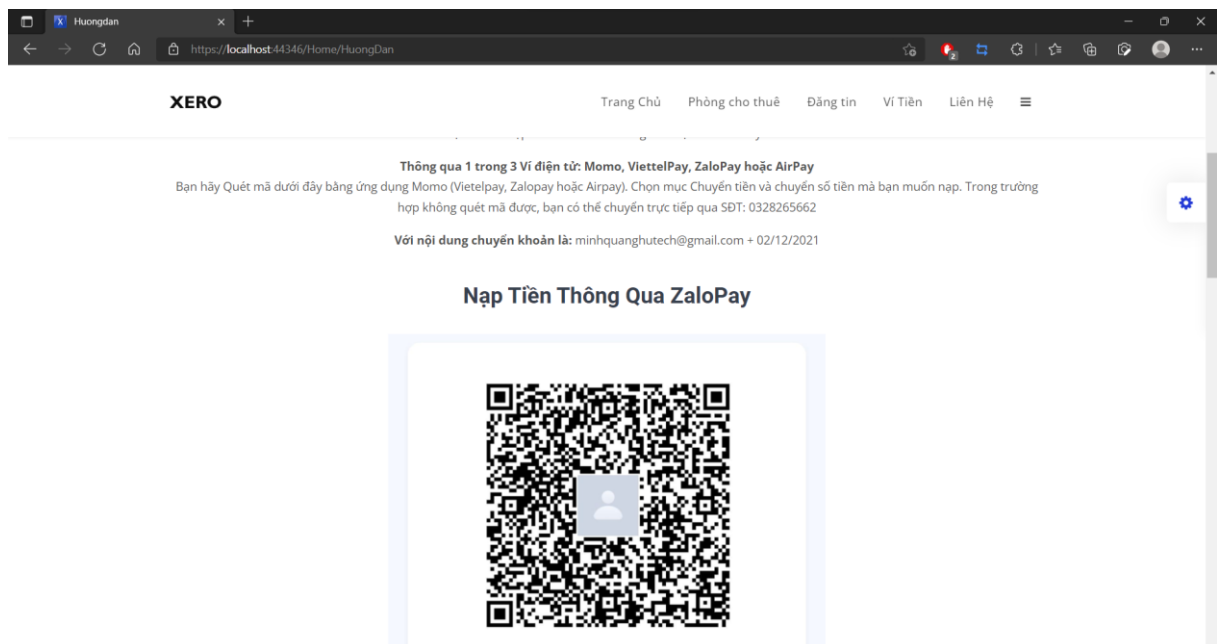 Huongdan
https://localhost:44346/Home/HuongDan
2
XERO
Trang Chủ Phòng cho thuê Đăng tin Ví Tiền Liên Hệ
Thông qua 1 trong 3 Ví điện tử: Momo, ViettelPay, ZaloPay hoặc AirPay
Bạn hãy Quét mã dưới đây bằng ứng dụng Momo (Vietelpay, Zalopay hoặc Airpay). Chọn mục Chuyển tiền và chuyển số tiền mà bạn muốn nạp. Trong trường
hợp không quét mã được, bạn có thể chuyển trực tiếp qua SĐT: 0328265662
Với nội dung chuyển khoản là: minhquanghutech@gmail.com + 02/12/2021
Nạp Tiền Thông Qua ZaloPay